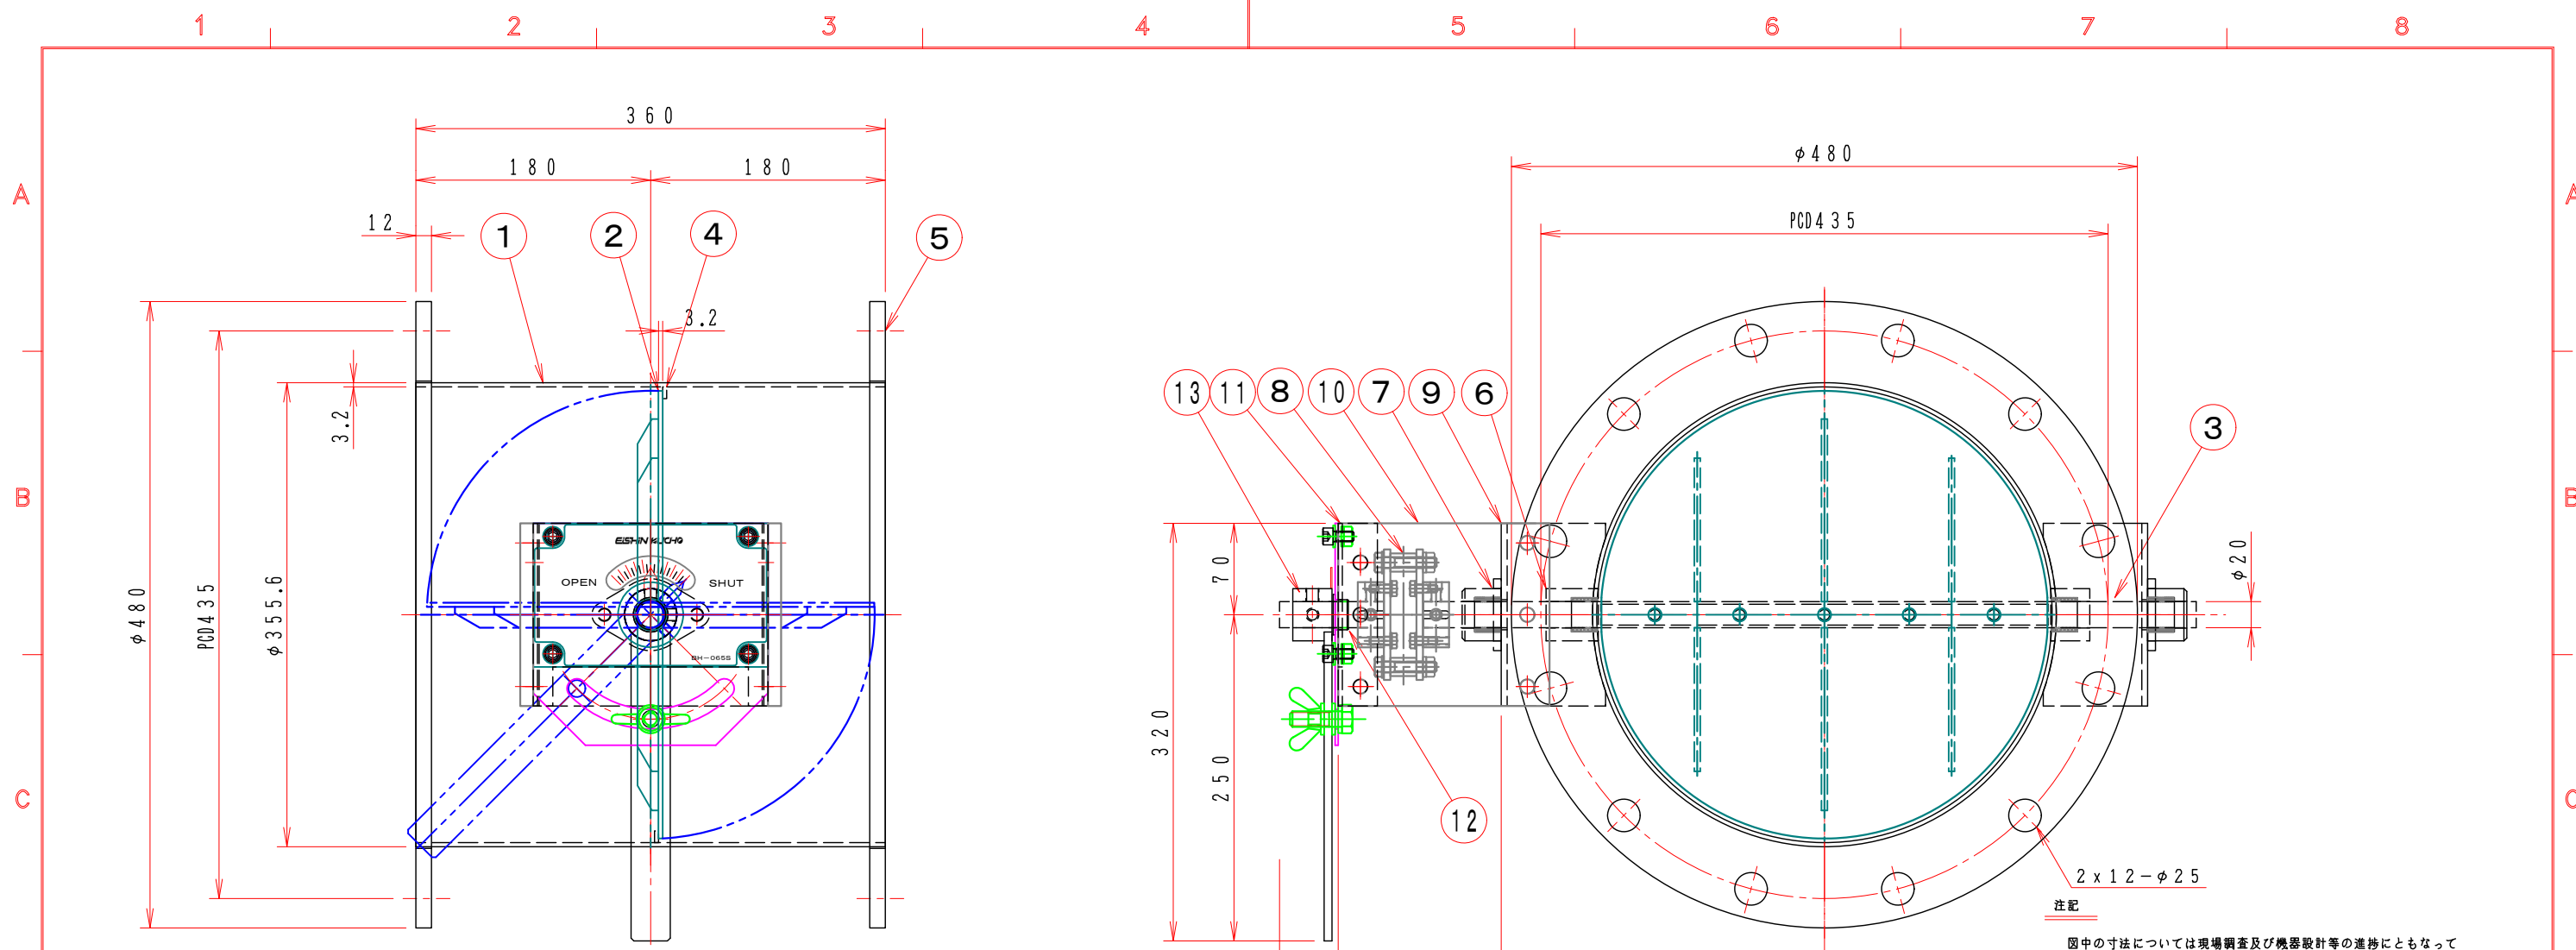 1 2 3 4 5 6 7 8
360
φ480
180 180
A A
PCD435
12 1 2 4 5
3.2
13 11 8 10 7 9 6
3
3.2
B B
EISHIN KUCHO
OPEN SHUT
70
φ20
φ480
PCD435
φ355.6
BH-065S
320
250
C C
12
2x12-φ25
注記
図中の寸法については現場調査及び機器設計等の進捗にともなって